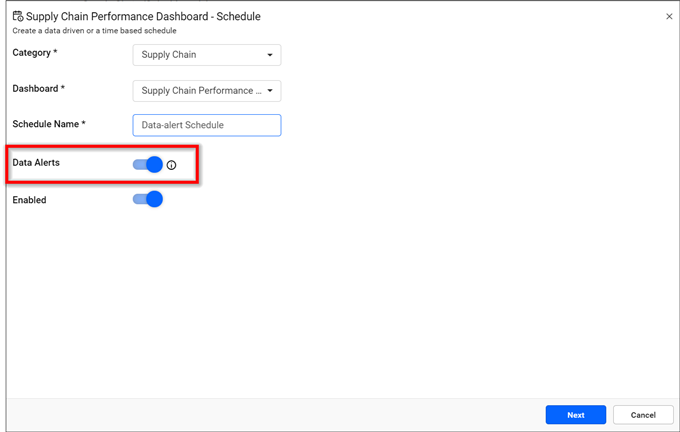 Supply Chain Performance Dashboard - Schedule
Create a data driven or a time based schedule
Category *
Supply Chain
Dashboard *
Supply Chain Performance ...
Schedule Name *
Data-alert Schedule
Data Alerts
Enabled
Next
Cancel